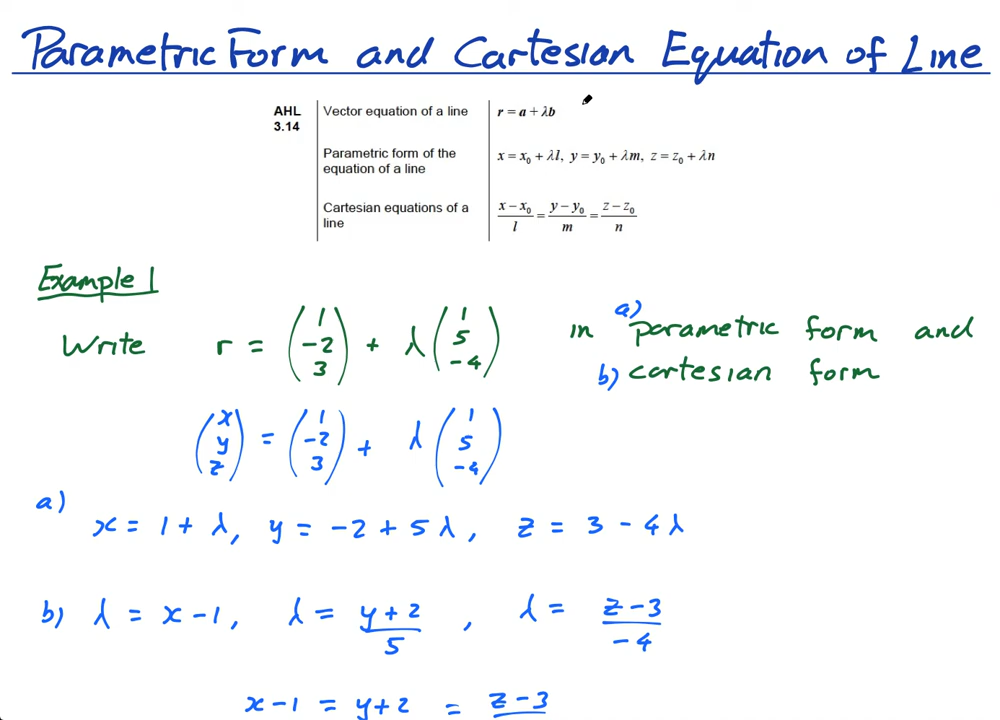 Parametric Form and Cartesian Equation of Line
AHL 3.14
Vector equation of a line
r = a + λb
Parametric form of the equation of a line
x = x₀ + λl, y = y₀ + λm, z = z₀ + λn
Cartesian equations of a line
(x − x₀)/l = (y − y₀)/m = (z − z₀)/n
Example 1
Write r = (1 −2 3) + λ (1 5 −4) in a) parametric form and
b) cartesian form
(x y z) = (1 −2 3) + λ (1 5 −4)
a)
x = 1 + λ, y = −2 + 5λ, z = 3 − 4λ
b) λ = x − 1, λ = (y + 2)/5, λ = (z − 3)/−4
x − 1 = y + 2 = z − 3